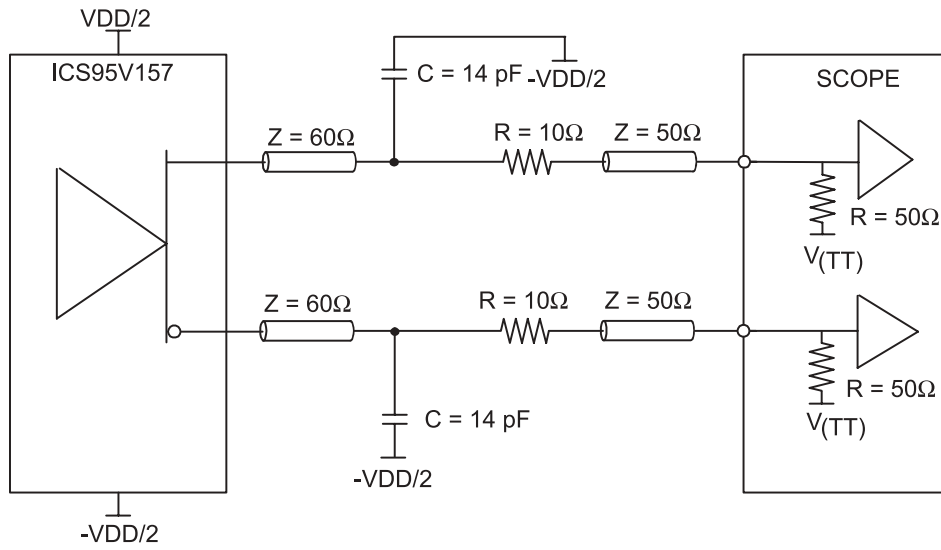 VDD/2
ICS95V157
C = 14 pF
-VDD/2
SCOPE
Z = 60Ω
R = 10Ω
Z = 50Ω
R = 50Ω
V(TT)
Z = 60Ω
R = 10Ω
Z = 50Ω
R = 50Ω
V(TT)
C = 14 pF
-VDD/2
-VDD/2